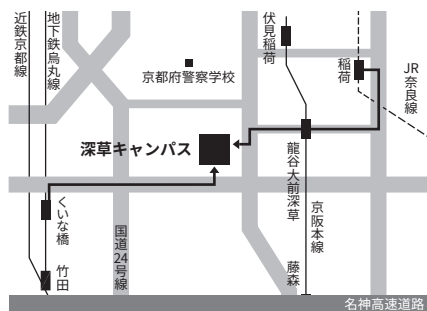 近鉄京都線
地下鉄烏丸線
伏見稲荷
稲荷
JR
奈良線
京都府警察学校
深草キャンパス
龍谷大前深草
くいな橋
国道24号線
京阪本線
竹田
藤森
名神高速道路